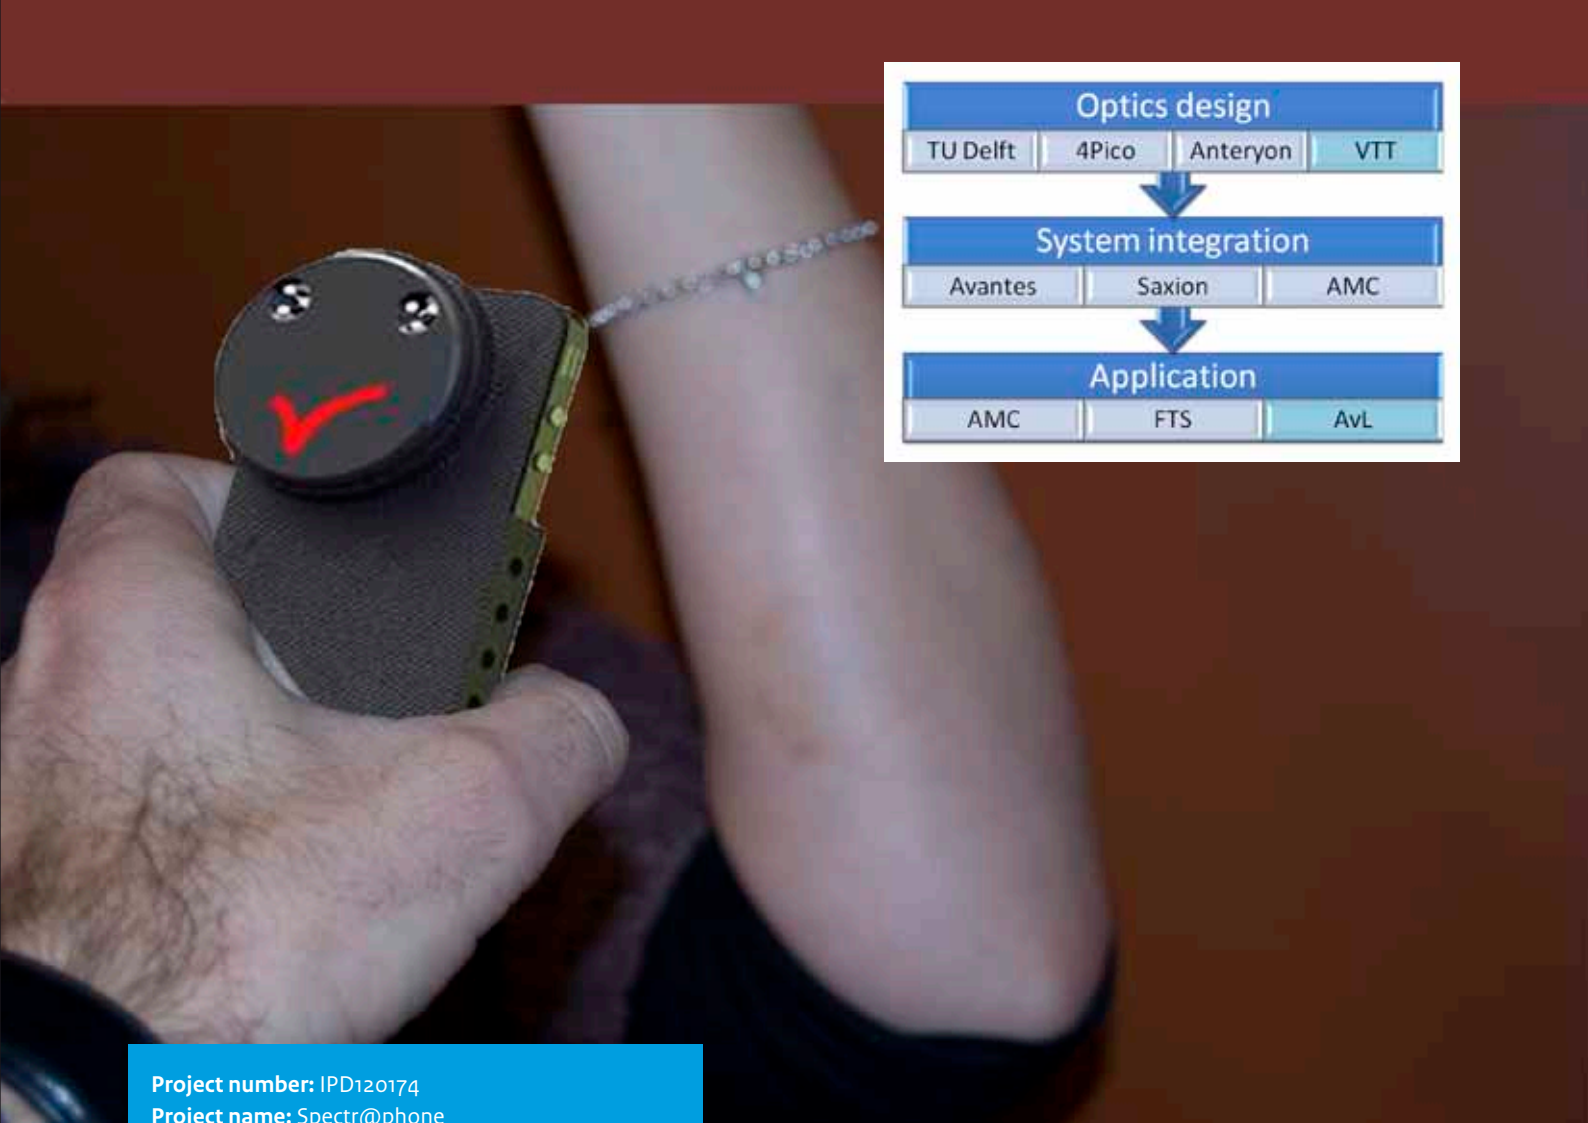 Optics design
TU Delft 4Pico Anteryon VTT
System integration
Avantes Saxion AMC
Application
AMC FTS AvL
Project number: IPD120174
Project name: Spectr@phone